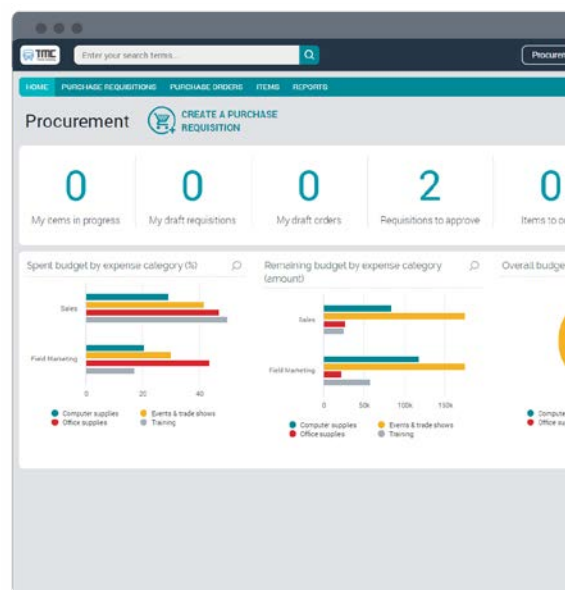 TMC
Enter your search terms...
Procurem
HOME PURCHASE REQUISITIONS PURCHASE ORDERS ITEMS REPORTS
Procurement
CREATE A PURCHASE
REQUISITION
0 0 0 2 0
My items in progress My draft requisitions My draft orders Requisitions to approve Items to o
Spent budget by expense category (%)
Sales
Field Marketing
0 20 40
Computer supplies Events & trade shows
Office supplies Training
Remaining budget by expense category
(amount)
Sales
Field Marketing
0 50k 100k 150k
Computer supplies Events & trade shows
Office supplies Training
Overall budge
Compute
Office su